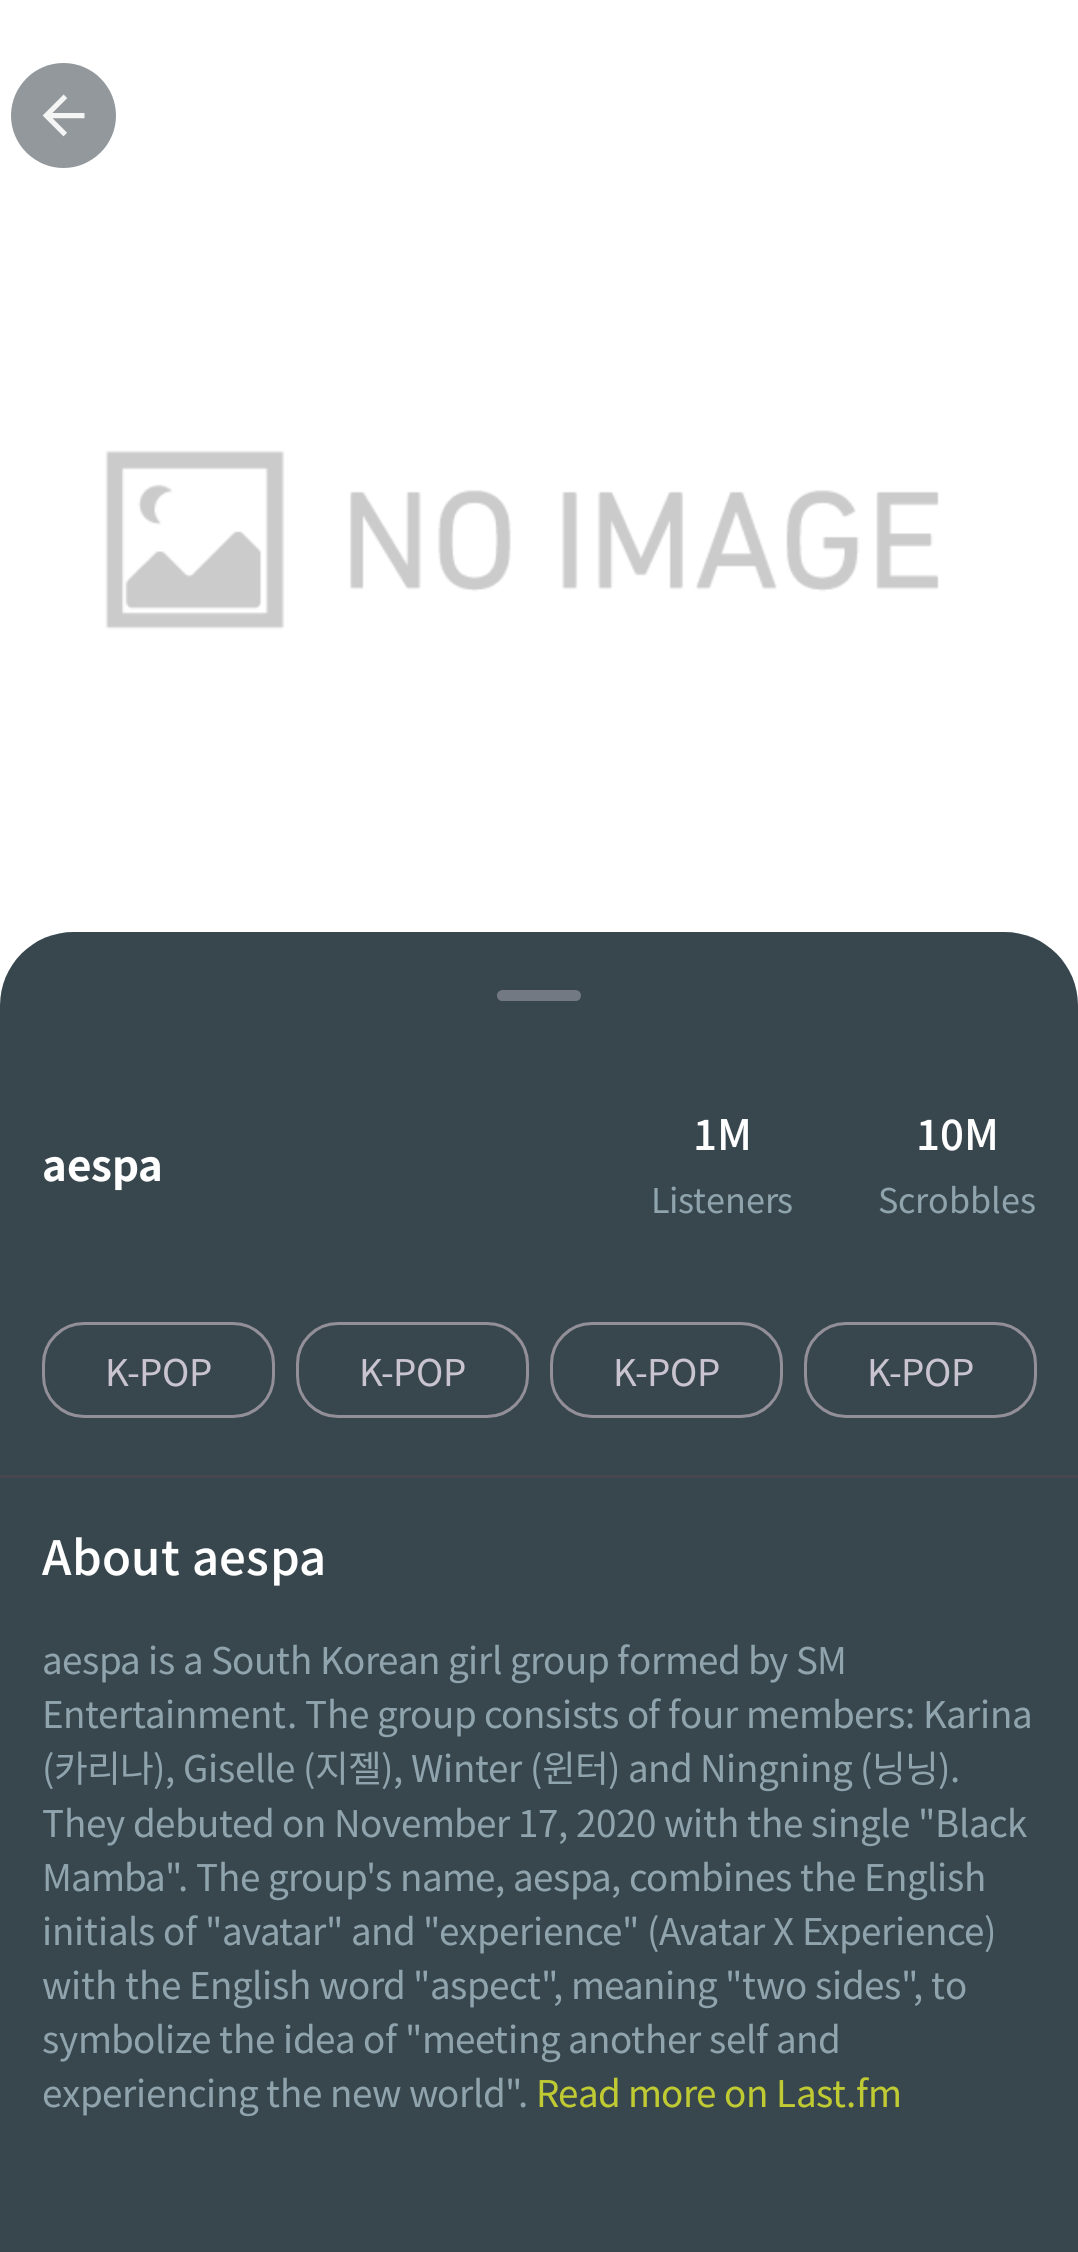 NO IMAGE
aespa
1M
Listeners
10M
Scrobbles
K-POP
K-POP
K-POP
K-POP
About aespa
aespa is a South Korean girl group formed by SM
Entertainment. The group consists of four members: Karina
(카리나), Giselle (지젤), Winter (윈터) and Ningning (닝닝).
They debuted on November 17, 2020 with the single "Black
Mamba". The group's name, aespa, combines the English
initials of "avatar" and "experience" (Avatar X Experience)
with the English word "aspect", meaning "two sides", to
symbolize the idea of "meeting another self and
experiencing the new world". Read more on Last.fm